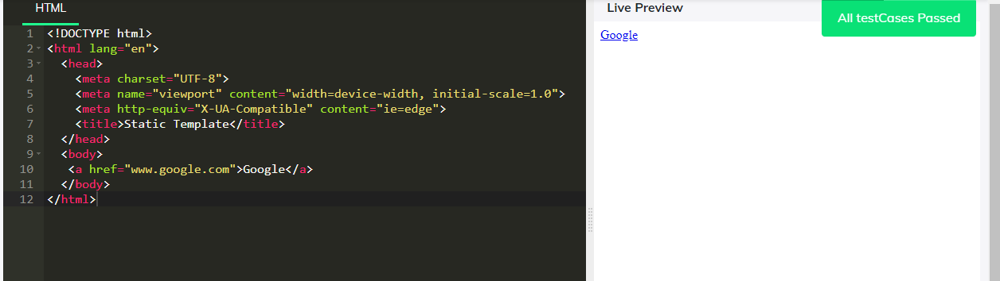 HTML
1 <!DOCTYPE html>
2 <html lang="en">
3 <head>
4 <meta charset="UTF-8">
5 <meta name="viewport" content="width=device-width, initial-scale=1.0">
6 <meta http-equiv="X-UA-Compatible" content="ie=edge">
7 <title>Static Template</title>
8 </head>
9 <body>
10 <a href="www.google.com">Google</a>
11 </body>
12 </html>
Live Preview
All testCases Passed
Google